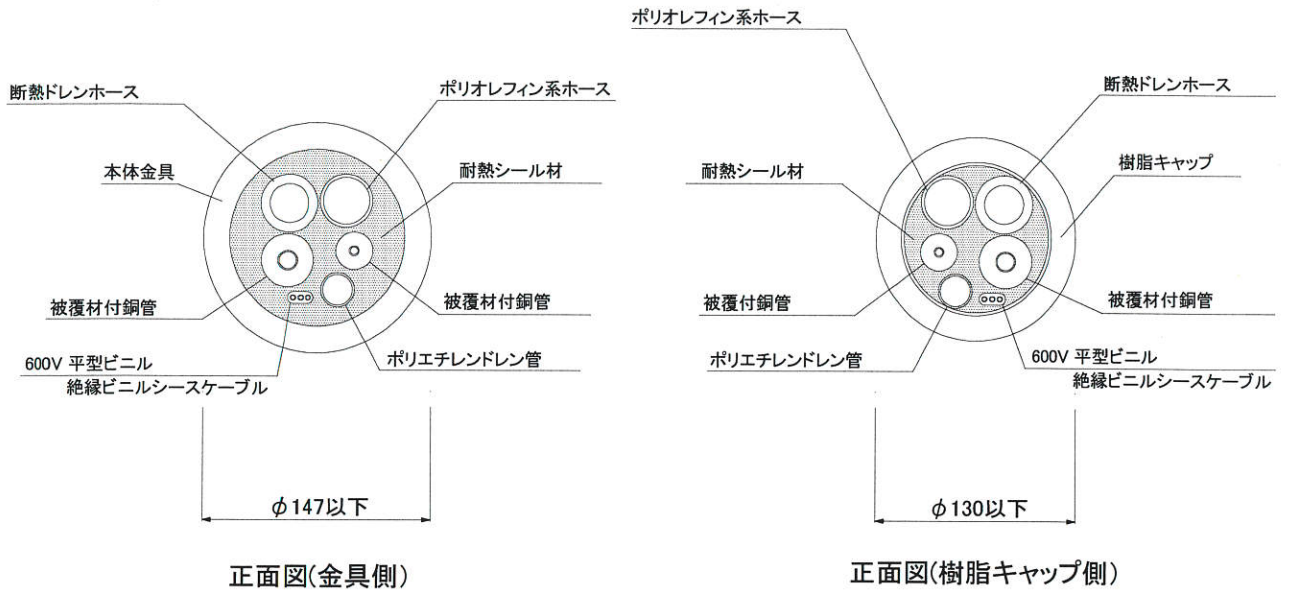 ポリオレフィン系ホース
断熱ドレンホース
ポリオレフィン系ホース
断熱ドレンホース
本体金具
耐熱シール材
耐熱シール材
樹脂キャップ
被覆材付銅管
被覆材付銅管
被覆付銅管
被覆材付銅管
600V 平型ビニル
絶縁ビニルシースケーブル
ポリエチレンドレン管
ポリエチレンドレン管
600V 平型ビニル
絶縁ビニルシースケーブル
φ147以下
φ130以下
正面図(金具側)
正面図(樹脂キャップ側)